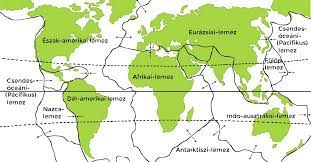 Észak-amerikai-lemez
Eurázsiai-lemez
Csendes-
óceáni-
(Pacifikus)
lemez
Fülöp-
lemez
Csendes-
óceáni-
(Pacifikus)
lemez
Afrikai-lemez
Dél-amerikai-lemez
Nazca-
lemez
Indo-ausztráliai-lemez
Antarktiszi-lemez